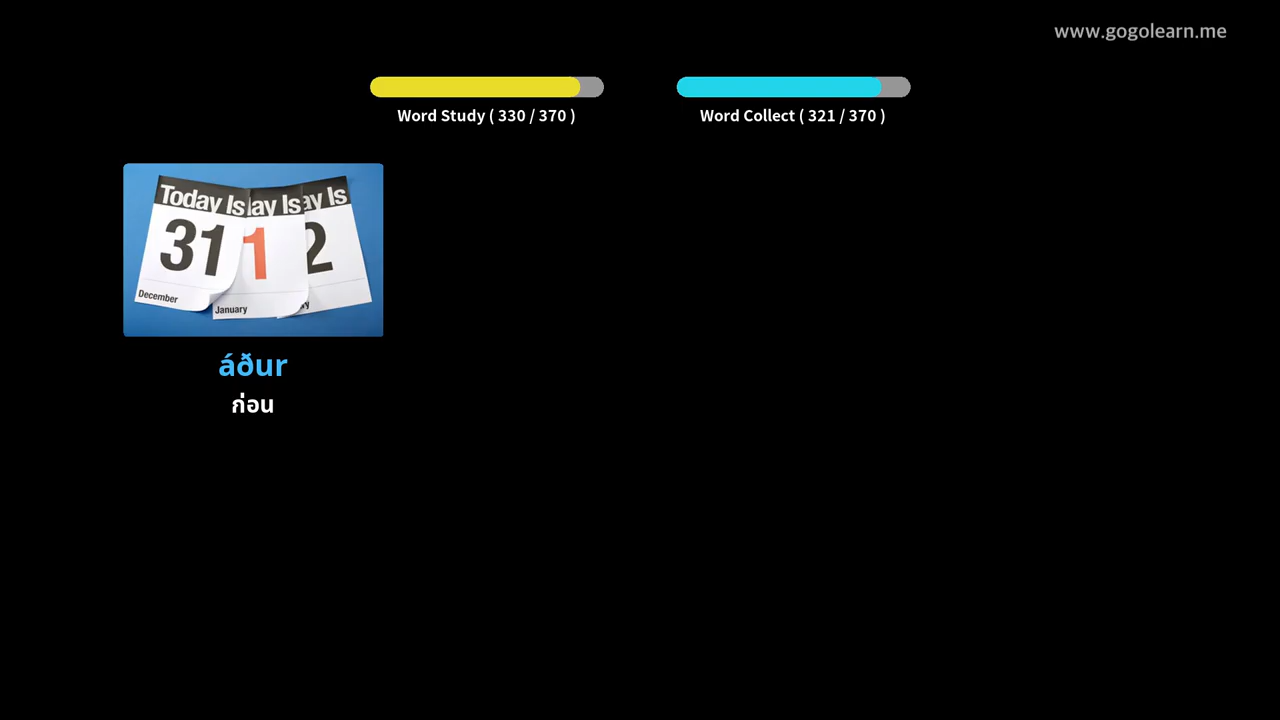 www.gogolearn.me
Word Study ( 330 / 370 )
Word Collect ( 321 / 370 )
Today Is
ay Is
ay Is
31
1
2
December
January
ry
áður
ก่อน